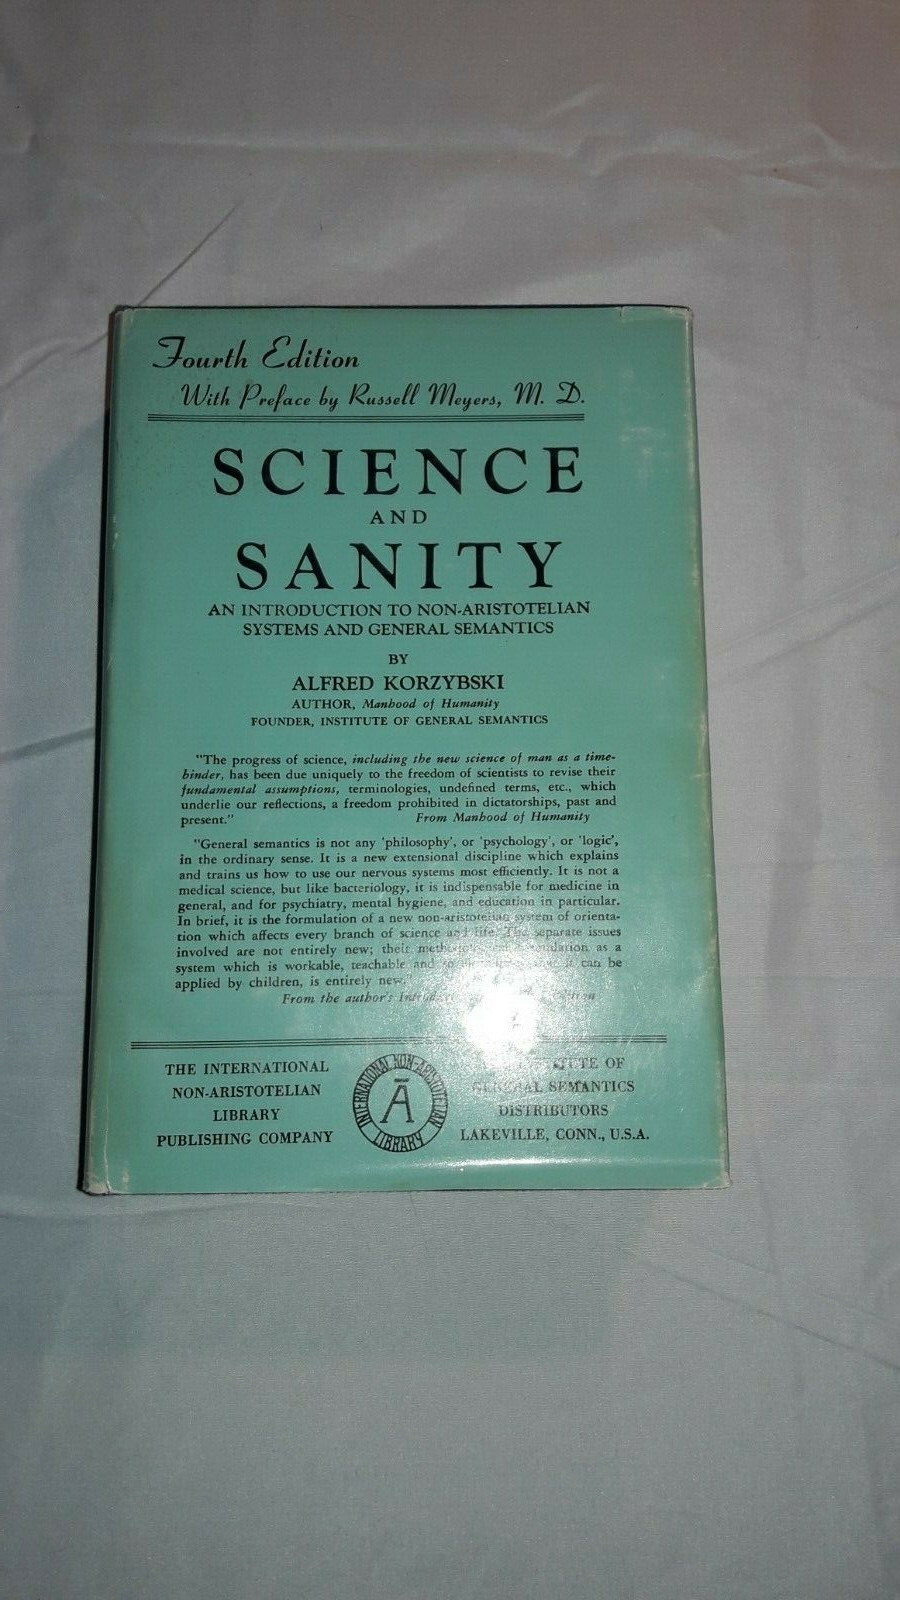 Fourth Edition
With Preface by Russell Meyers, M. D.
SCIENCE
AND
SANITY
AN INTRODUCTION TO NON-ARISTOTELIAN
SYSTEMS AND GENERAL SEMANTICS
BY
ALFRED KORZYBSKI
AUTHOR, Manhood of Humanity
FOUNDER, INSTITUTE OF GENERAL SEMANTICS
"The progress of science, including the new science of man as a time-
binder, has been due uniquely to the freedom of scientists to revise their
fundamental assumptions, terminologies, undefined terms, etc., which
underlie our reflections, a freedom prohibited in dictatorships, past and
present." From Manhood of Humanity
"General semantics is not any 'philosophy', or 'psychology', or 'logic',
in the ordinary sense. It is a new extensional discipline which explains
and trains us how to use our nervous systems most efficiently. It is not a
medical science, but like bacteriology, it is indispensable for medicine in
general, and for psychiatry, mental hygiene, and education in particular.
In brief, it is the formulation of a new non-aristotelian system of orienta-
tion which affects every branch of science and life. The separate issues
involved are not entirely new; their as a
system which is workable, teachable and can be
applied by children, is entirely new."
From the author's
THE INTERNATIONAL
NON-ARISTOTELIAN
LIBRARY
PUBLISHING COMPANY
INTERNATIONAL NON-ARISTOTELIAN
LIBRARY
Ā
INSTITUTE OF
GENERAL SEMANTICS
DISTRIBUTORS
LAKEVILLE, CONN., U.S.A.